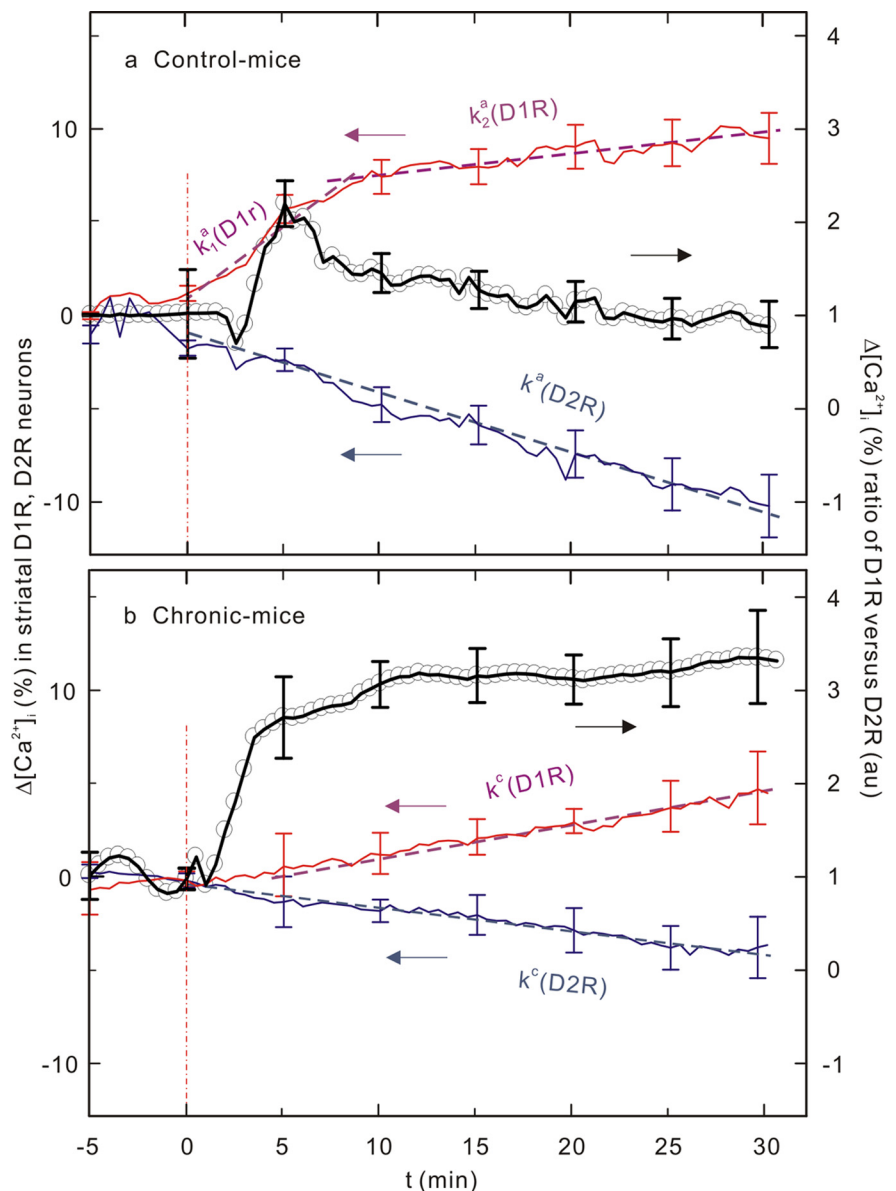 Δ[Ca²⁺]ᵢ (%) in striatal D1R, D2R neurons
Δ[Ca²⁺]ᵢ (%) ratio of D1R versus D2R (au)
a Control-mice
k₂ᵃ(D1R)
k₁ᵃ(D1r)
kᵃ(D2R)
10
0
-10
4
3
2
1
0
-1
b Chronic-mice
kᶜ(D1R)
kᶜ(D2R)
10
0
-10
4
3
2
1
0
-1
-5 0 5 10 15 20 25 30
t (min)